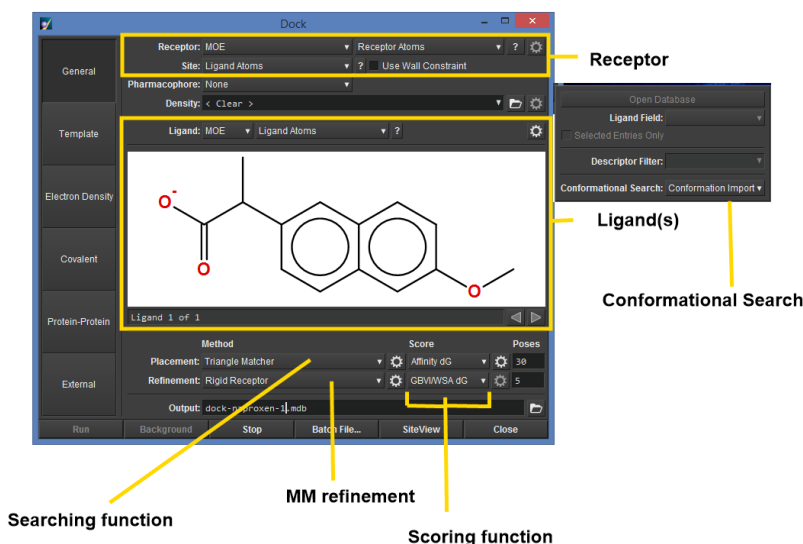 Dock
Receptor: MOE Receptor Atoms ?
Site: Ligand Atoms ? Use Wall Constraint
Pharmacophore: None
Density: < Clear >
Ligand: MOE Ligand Atoms ?
O-
O
O
Ligand 1 of 1
Method Score Poses
Placement: Triangle Matcher Affinity dG 30
Refinement: Rigid Receptor GBVI/WSA dG 5
Output: dock-naproxen-1.mdb
General
Template
Electron Density
Covalent
Protein-Protein
External
Run Background Stop Batch File... SiteView Close
Receptor
Open Database
Ligand Field:
Selected Entries Only
Descriptor Filter:
Conformational Search: Conformation Import
Ligand(s)
Conformational Search
MM refinement
Searching function
Scoring function